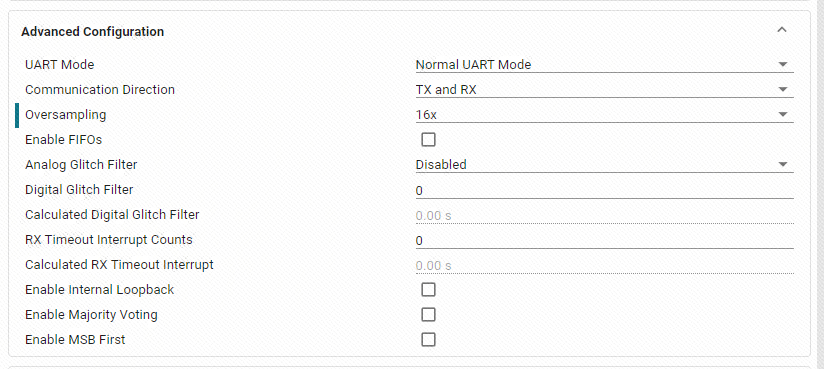 Advanced Configuration
UART Mode Normal UART Mode
Communication Direction TX and RX
Oversampling 16x
Enable FIFOs
Analog Glitch Filter Disabled
Digital Glitch Filter 0
Calculated Digital Glitch Filter 0.00 s
RX Timeout Interrupt Counts 0
Calculated RX Timeout Interrupt 0.00 s
Enable Internal Loopback
Enable Majority Voting
Enable MSB First